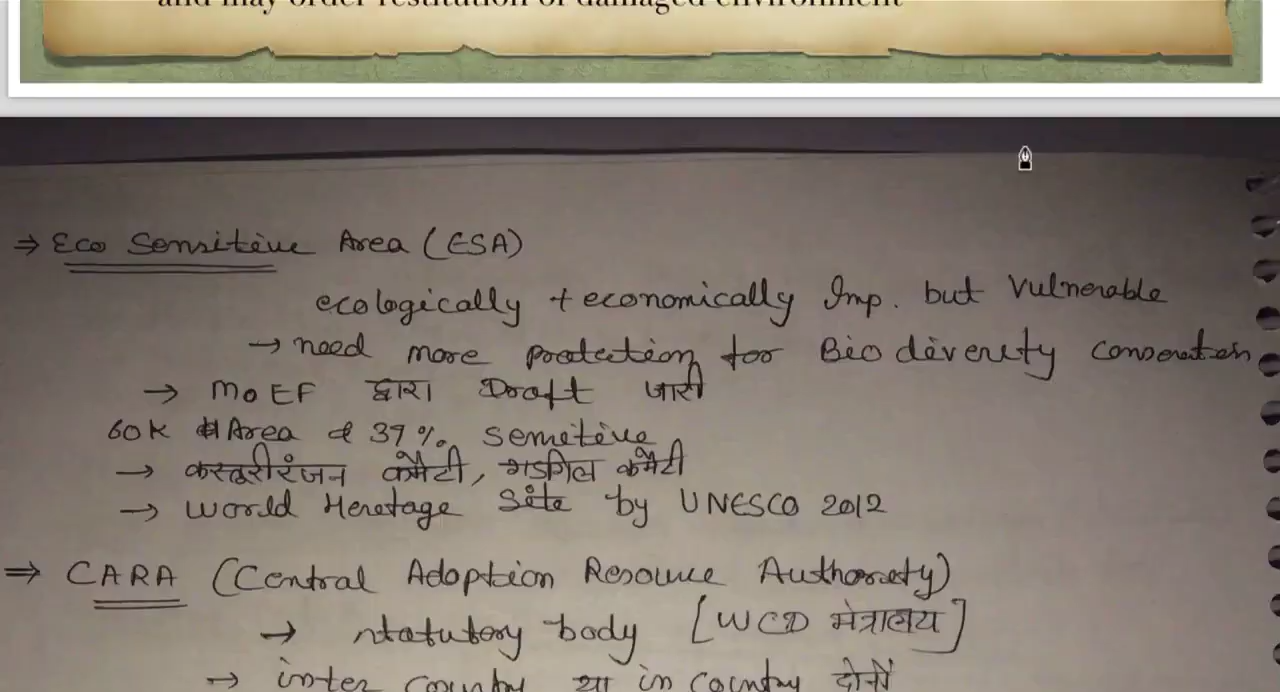 and may order restitution of damaged environment
⇒ Eco Sensitive Area (ESA)
ecologically + economically Imp. but Vulnerable
→ need more protection for Bio diversity conservation
→ MoEF द्वारा Draft जारी
60K Area d 37% sensitive
→ कस्तूरीरंजन कमेटी, गाडगिल कमेटी
→ World Heretage Site by UNESCO 2012
⇒ CARA (Central Adoption Resource Authority)
→ statutory body [WCD मंत्रालय]
→ inter country या in country दोनों